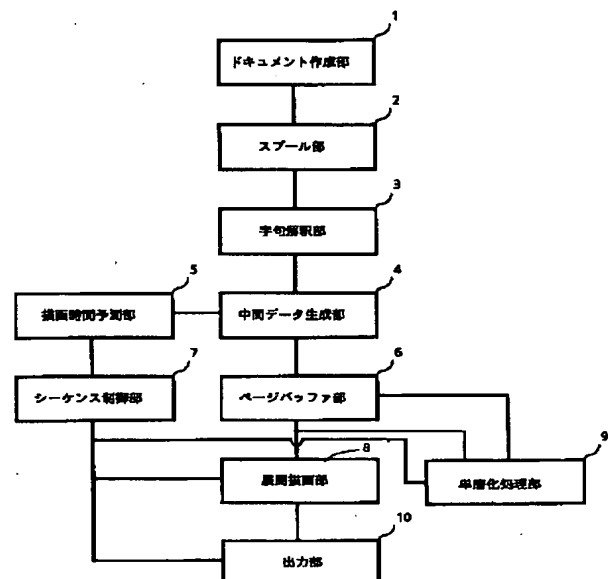 1
ドキュメント作成部
2
スプール部
3
字句解釈部
4
中間データ生成部
5
描画時間予測部
6
ページバッファ部
7
シーケンス制御部
8
展開描画部
9
単層化処理部
10
出力部